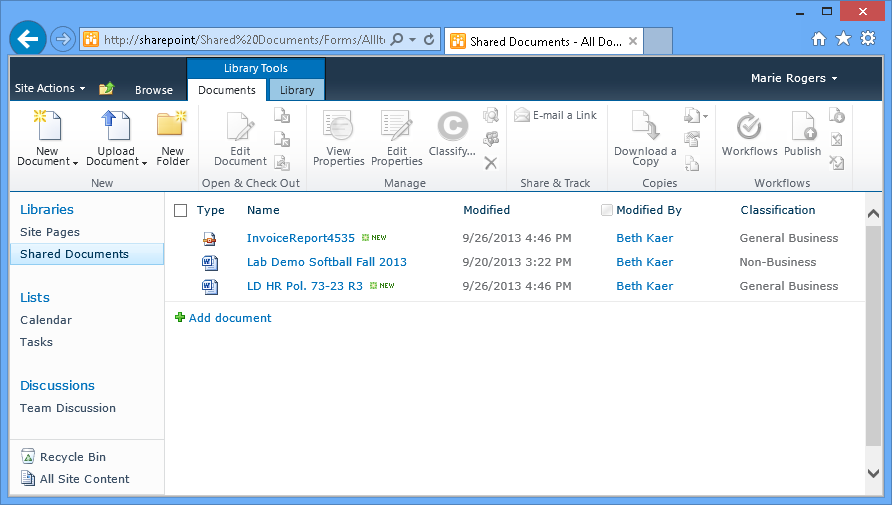 http://sharepoint/Shared%20Documents/Forms/AllIte
Shared Documents - All Do...
Library Tools
Site Actions
Browse
Documents
Library
Marie Rogers
New Document
Upload Document
New Folder
Edit Document
View Properties
Edit Properties
Classify...
E-mail a Link
Download a Copy
Workflows
Publish
New
Open & Check Out
Manage
Share & Track
Copies
Workflows
Libraries
Site Pages
Shared Documents
Lists
Calendar
Tasks
Discussions
Team Discussion
Recycle Bin
All Site Content
Type Name Modified Modified By Classification
InvoiceReport4535 NEW 9/26/2013 4:46 PM Beth Kaer General Business
Lab Demo Softball Fall 2013 9/20/2013 3:22 PM Beth Kaer Non-Business
LD HR Pol. 73-23 R3 NEW 9/26/2013 4:46 PM Beth Kaer General Business
Add document